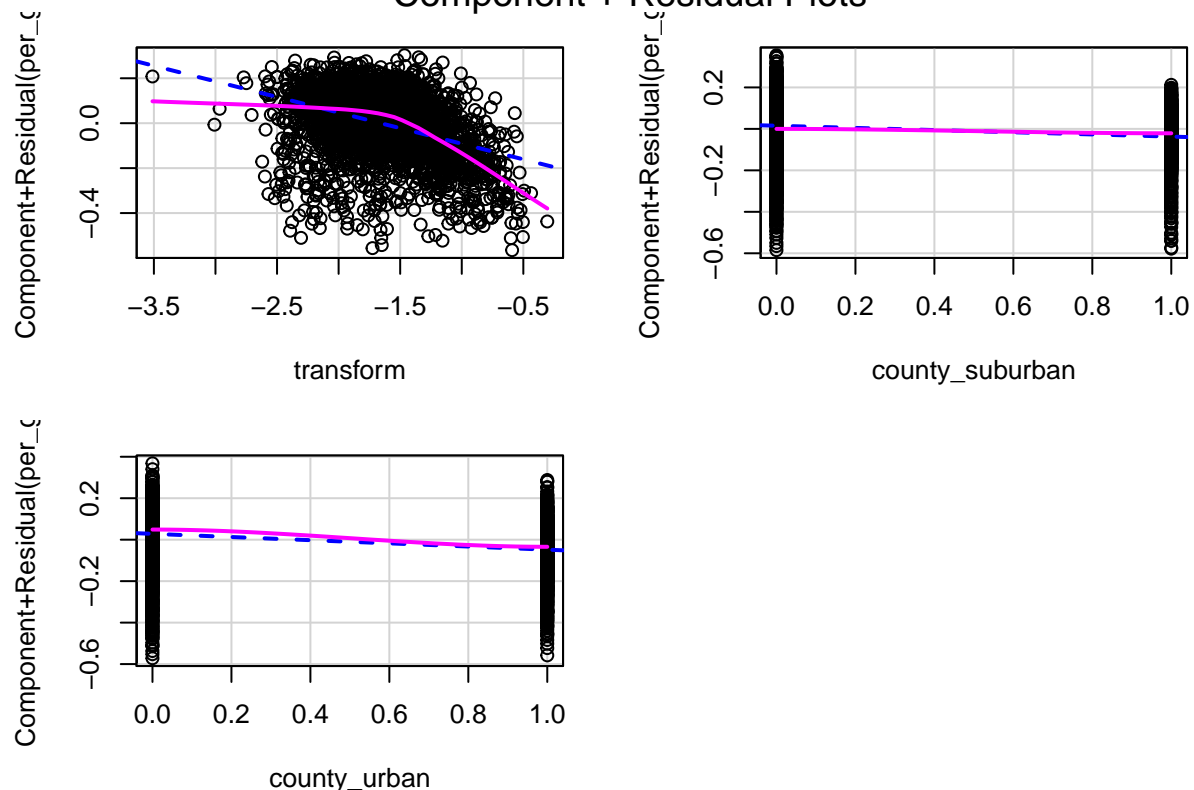 Component + Residual Plots
Component+Residual(per_g
0.0
−0.4
−3.5 −2.5 −1.5 −0.5
transform
Component+Residual(per_g
0.2
−0.2
−0.6
0.0 0.2 0.4 0.6 0.8 1.0
county_suburban
Component+Residual(per_g
0.2
−0.2
−0.6
0.0 0.2 0.4 0.6 0.8 1.0
county_urban